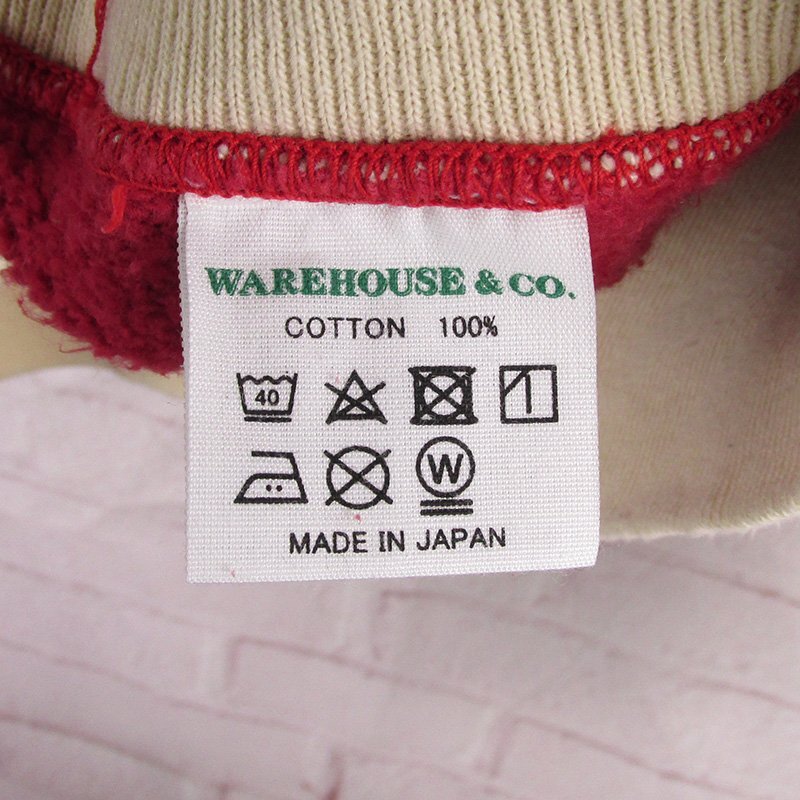 WAREHOUSE & CO.
COTTON 100%
40
W
MADE IN JAPAN